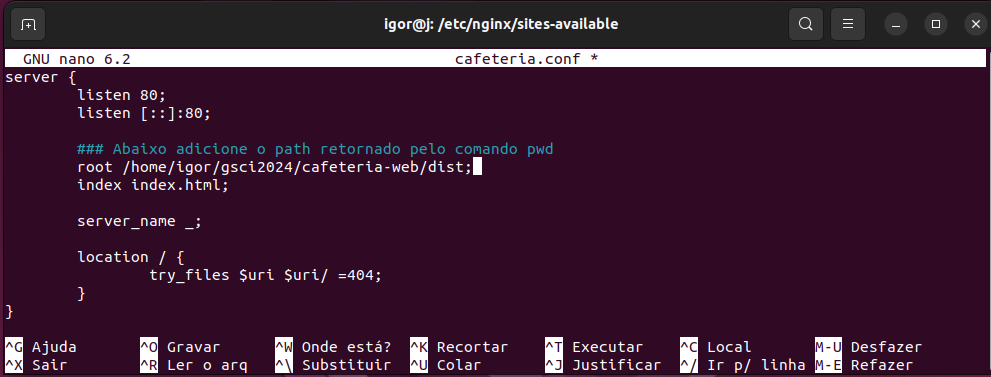 igor@j: /etc/nginx/sites-available
GNU nano 6.2 cafeteria.conf *
server {
listen 80;
listen [::]:80;
### Abaixo adicione o path retornado pelo comando pwd
root /home/igor/gsci2024/cafeteria-web/dist;
index index.html;
server_name _;
location / {
try_files $uri $uri/ =404;
}
}
^G Ajuda ^O Gravar ^W Onde está? ^K Recortar ^T Executar ^C Local M-U Desfazer
^X Sair ^R Ler o arq ^\ Substituir ^U Colar ^J Justificar ^/ Ir p/ linha M-E Refazer